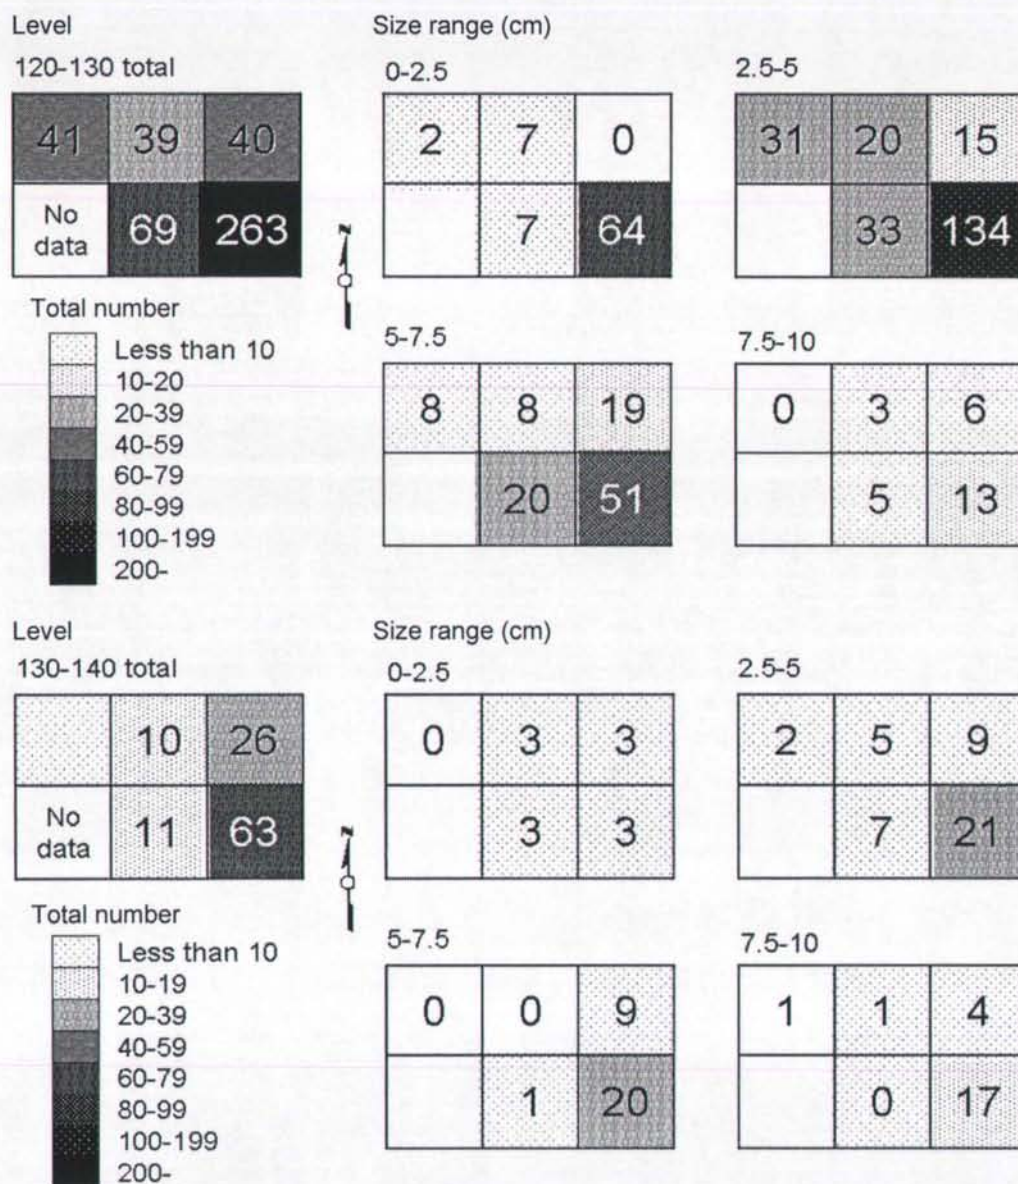 Level
120-130 total
41 39 40
No data 69 263
N
Total number
Less than 10
10-20
20-39
40-59
60-79
80-99
100-199
200-
Size range (cm)
0-2.5
2 7 0
7 64
2.5-5
31 20 15
33 134
5-7.5
8 8 19
20 51
7.5-10
0 3 6
5 13
Level
130-140 total
10 26
No data 11 63
N
Total number
Less than 10
10-19
20-39
40-59
60-79
80-99
100-199
200-
Size range (cm)
0-2.5
0 3 3
3 3
2.5-5
2 5 9
7 21
5-7.5
0 0 9
1 20
7.5-10
1 1 4
0 17